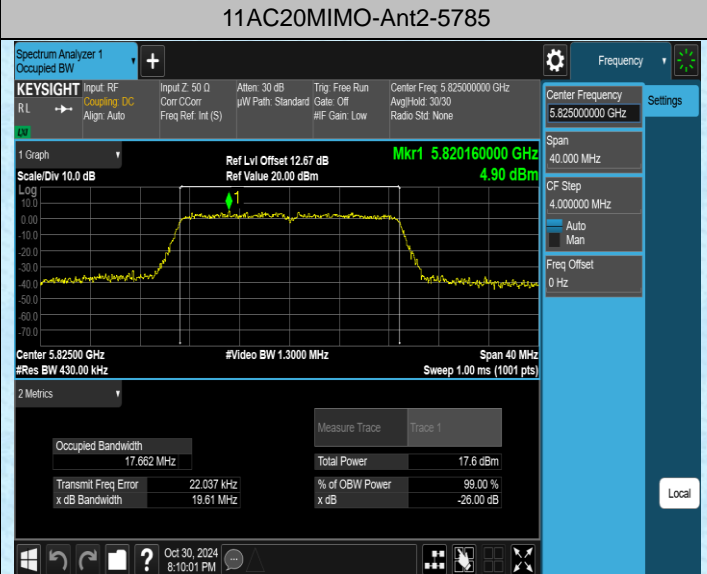 11AC20MIMO-Ant2-5785
Spectrum Analyzer 1
Occupied BW
Frequency
KEYSIGHT
RL
LXI
Input: RF
Coupling: DC
Align: Auto
Input Z: 50 Ω
Corr CCorr
Freq Ref: Int (S)
Atten: 30 dB
µW Path: Standard
Trig: Free Run
Gate: Off
#IF Gain: Low
Center Freq: 5.825000000 GHz
Avg|Hold: 30/30
Radio Std: None
Center Frequency
5.825000000 GHz
Settings
Span
40.000 MHz
CF Step
4.000000 MHz
Auto
Man
Freq Offset
0 Hz
1 Graph
Scale/Div 10.0 dB
Ref Lvl Offset 12.67 dB
Ref Value 20.00 dBm
Mkr1 5.820160000 GHz
4.90 dBm
Log
10.0
0.00
-10.0
-20.0
-30.0
-40.0
-50.0
-60.0
-70.0
1
Center 5.82500 GHz
#Video BW 1.3000 MHz
Span 40 MHz
#Res BW 430.00 kHz
Sweep 1.00 ms (1001 pts)
2 Metrics
Measure Trace Trace 1
Occupied Bandwidth
17.662 MHz
Total Power 17.6 dBm
Transmit Freq Error 22.037 kHz
% of OBW Power 99.00 %
x dB Bandwidth 19.61 MHz
x dB -26.00 dB
Local
Oct 30, 2024
8:10:01 PM